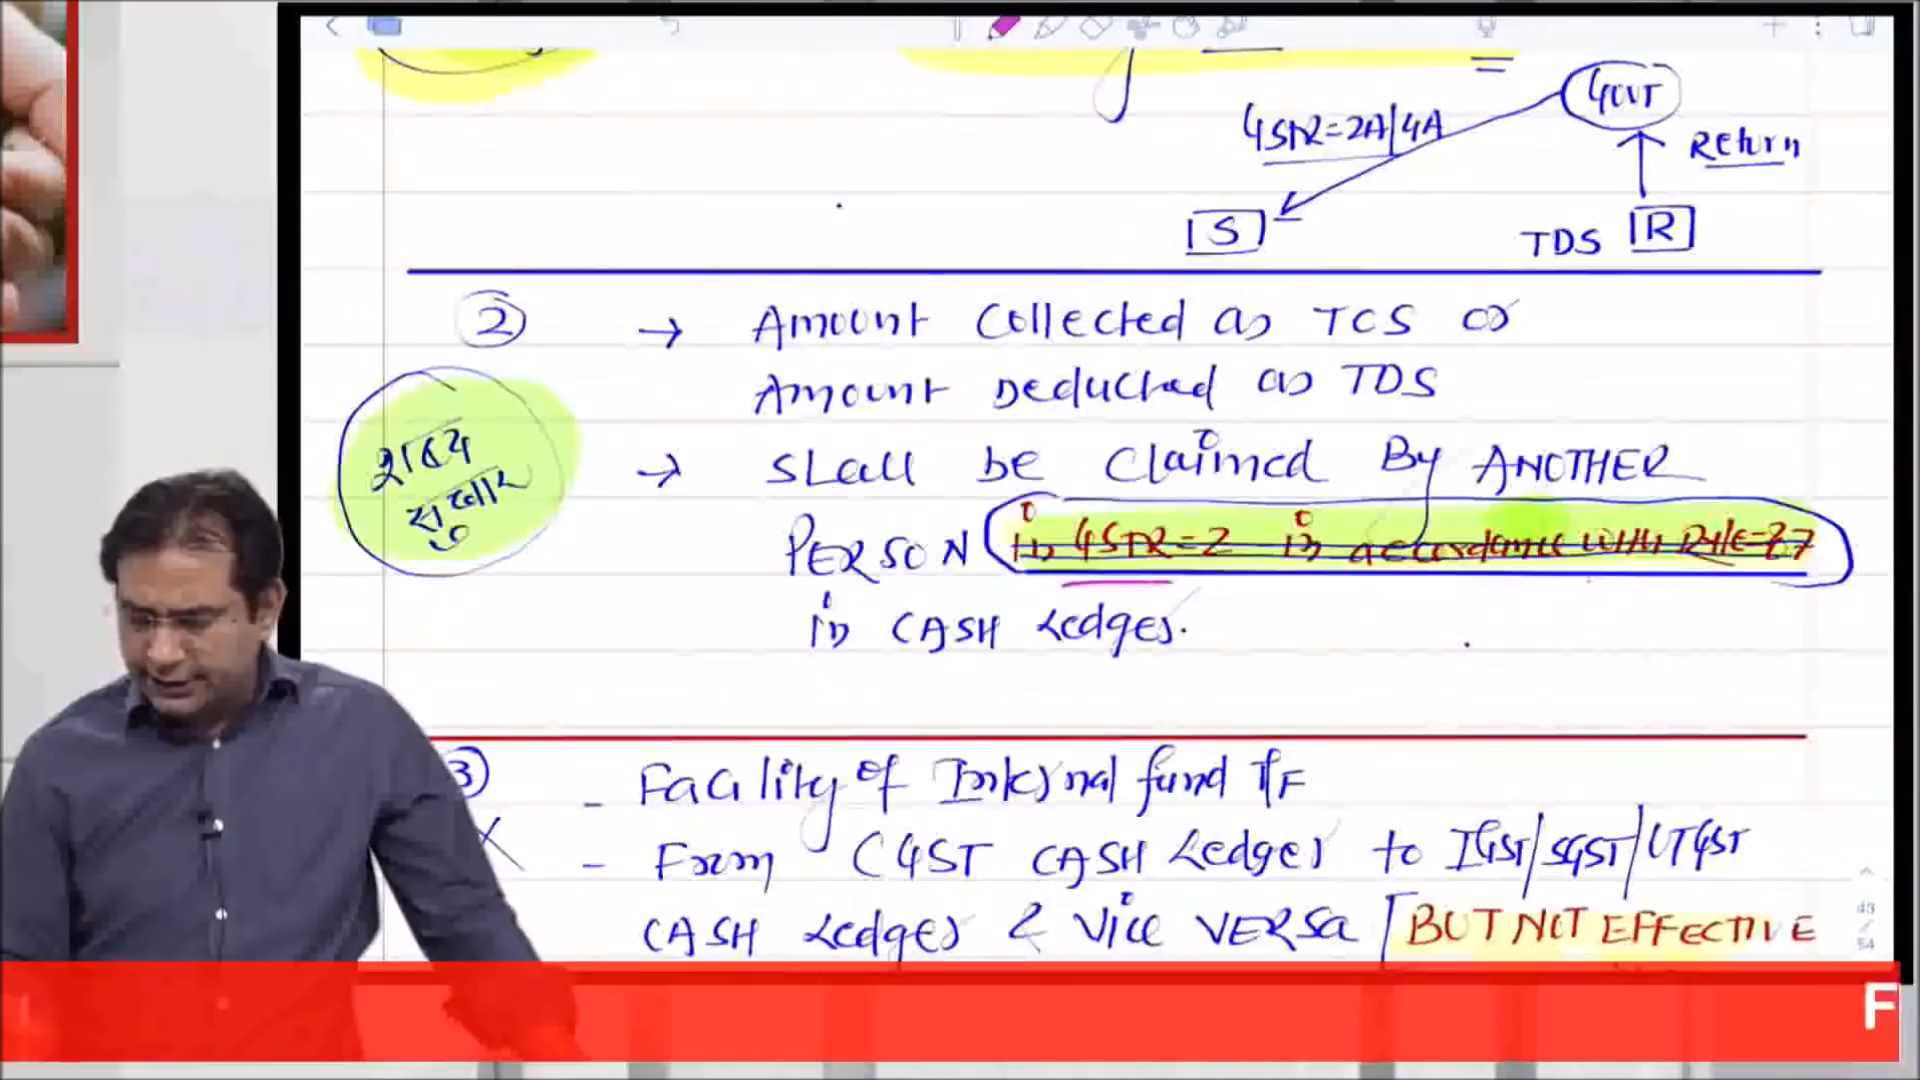 GOVT
GSTR=2A/4A
Return
S
TDS R
2 → Amount Collected as TCS or
Amount Deducted as TDS
→ Shall be Claimed By ANOTHER
PERSON in GSTR=2 in accordance with Rule=87
in CASH Ledger.
3) - Facility of Internal fund TF
X - From CGST CASH Ledger to IGST/SGST/UTGST
CASH Ledger & Vice VERSA [BUT NOT EFFECTIVE
43
54
F